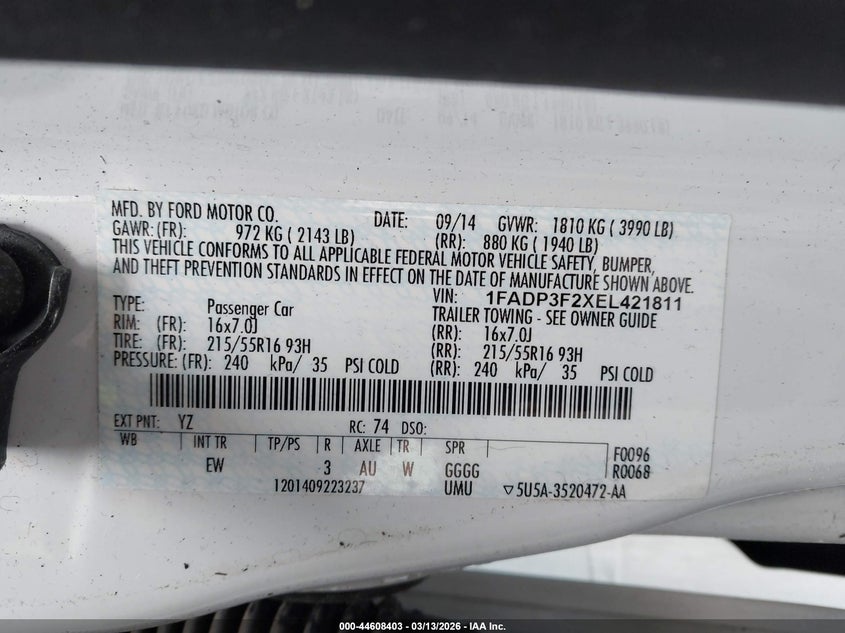 MFD. BY FORD MOTOR CO. DATE: 09/14 GVWR: 1810 KG ( 3990 LB)
GAWR: (FR): 972 KG ( 2143 LB) (RR): 880 KG ( 1940 LB)
THIS VEHICLE CONFORMS TO ALL APPLICABLE FEDERAL MOTOR VEHICLE SAFETY, BUMPER,
AND THEFT PREVENTION STANDARDS IN EFFECT ON THE DATE OF MANUFACTURE SHOWN ABOVE.
VIN: 1FADP3F2XEL421811
TYPE: Passenger Car TRAILER TOWING - SEE OWNER GUIDE
RIM: (FR): 16x7.0J (RR): 16x7.0J
TIRE: (FR): 215/55R16 93H (RR): 215/55R16 93H
PRESSURE: (FR): 240 kPa/ 35 PSI COLD (RR): 240 kPa/ 35 PSI COLD
EXT PNT: YZ RC: 74 DSO:
WB INT TR TP/PS R AXLE TR SPR F0096
EW 3 AU W GGGG R0068
1201409223237 UMU ▽5U5A-3520472-AA
000-44608403 - 03/13/2026 - IAA Inc.